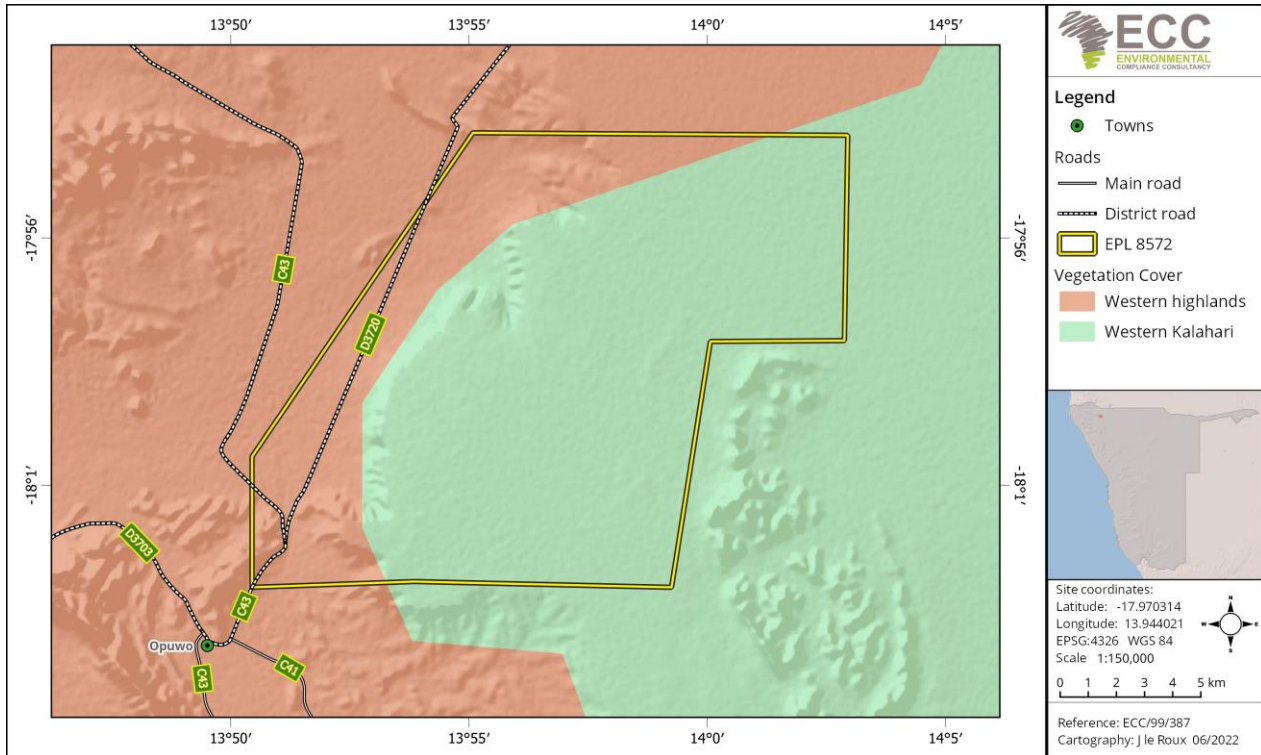 13°50'
13°55'
14°0'
14°5'
-17°56'
-17°56'
-18°1'
-18°1'
C43
D3720
D3703
C43
Opuwo
C43
C41
13°50'
13°55'
14°0'
14°5'
ECC
ENVIRONMENTAL
COMPLIANCE CONSULTANCY
Legend
Towns
Roads
Main road
District road
EPL 8572
Vegetation Cover
Western highlands
Western Kalahari
Site coordinates:
Latitude: -17.970314
Longitude: 13.944021
EPSG:4326 WGS 84
Scale 1:150,000
N
W
E
S
0 1 2 3 4 5 km
Reference: ECC/99/387
Cartography: J le Roux 06/2022